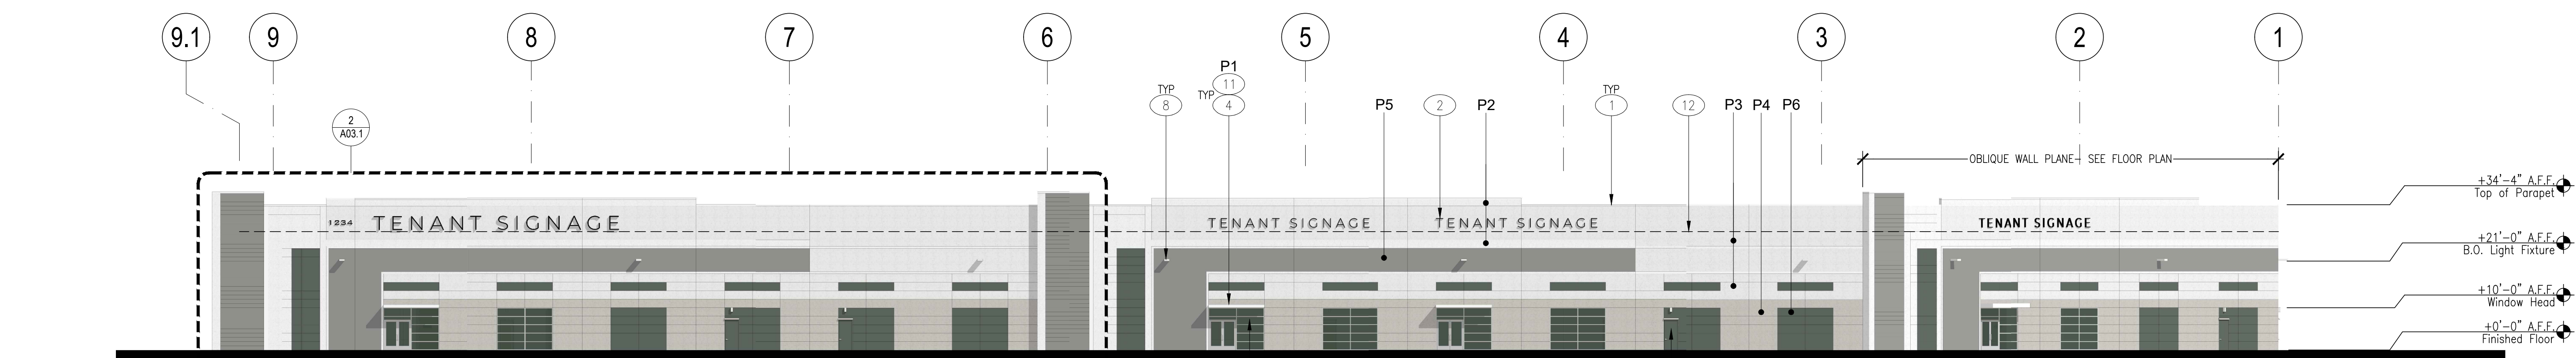 9.1 9 8 7 6 5 4 3 2 1
P1
TYP 11 TYP
8 TYP 4 P5 2 P2 1 12 P3 P4 P6
2
A03.1
OBLIQUE WALL PLANE- SEE FLOOR PLAN
+34'-4" A.F.F.
Top of Parapet
1234 TENANT SIGNAGE TENANT SIGNAGE TENANT SIGNAGE TENANT SIGNAGE
+21'-0" A.F.F.
B.O. Light Fixture
+10'-0" A.F.F.
Window Head
+0'-0" A.F.F.
Finished Floor